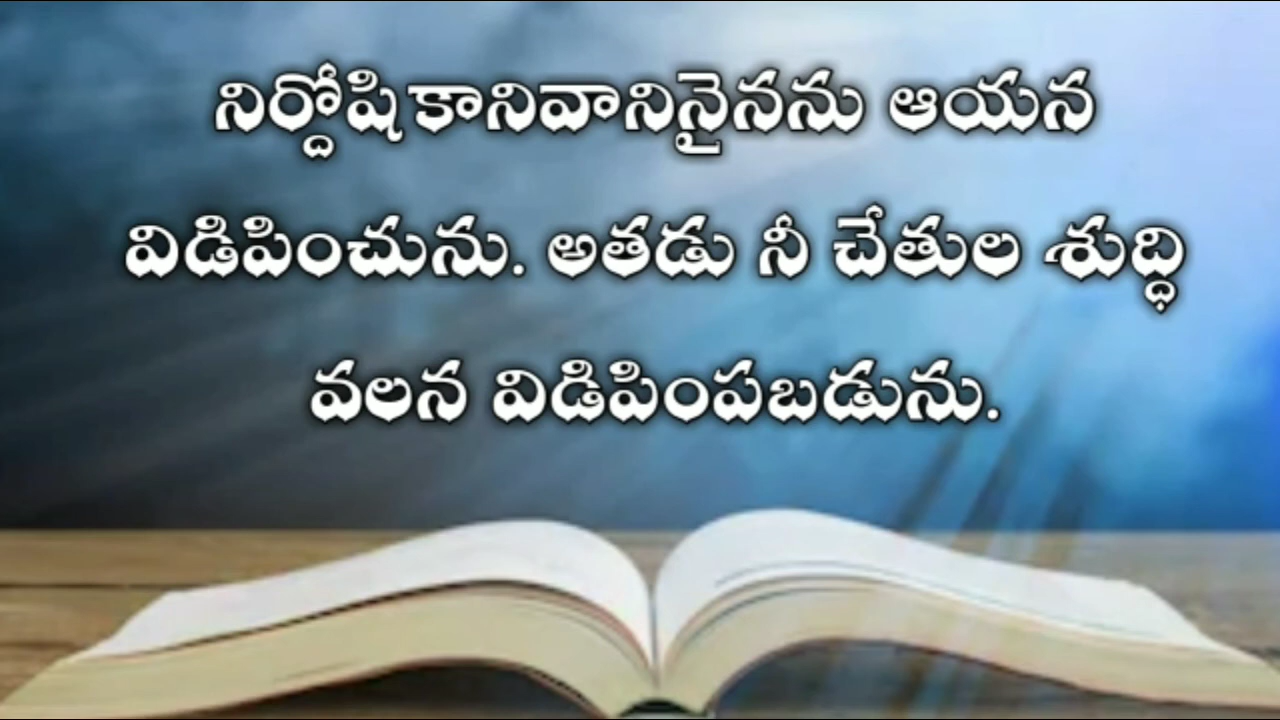 నిర్దోషికానివానినైనను ఆయన
విడిపించును. అతడు నీ చేతుల శుద్ధి
వలన విడిపింపబడును.